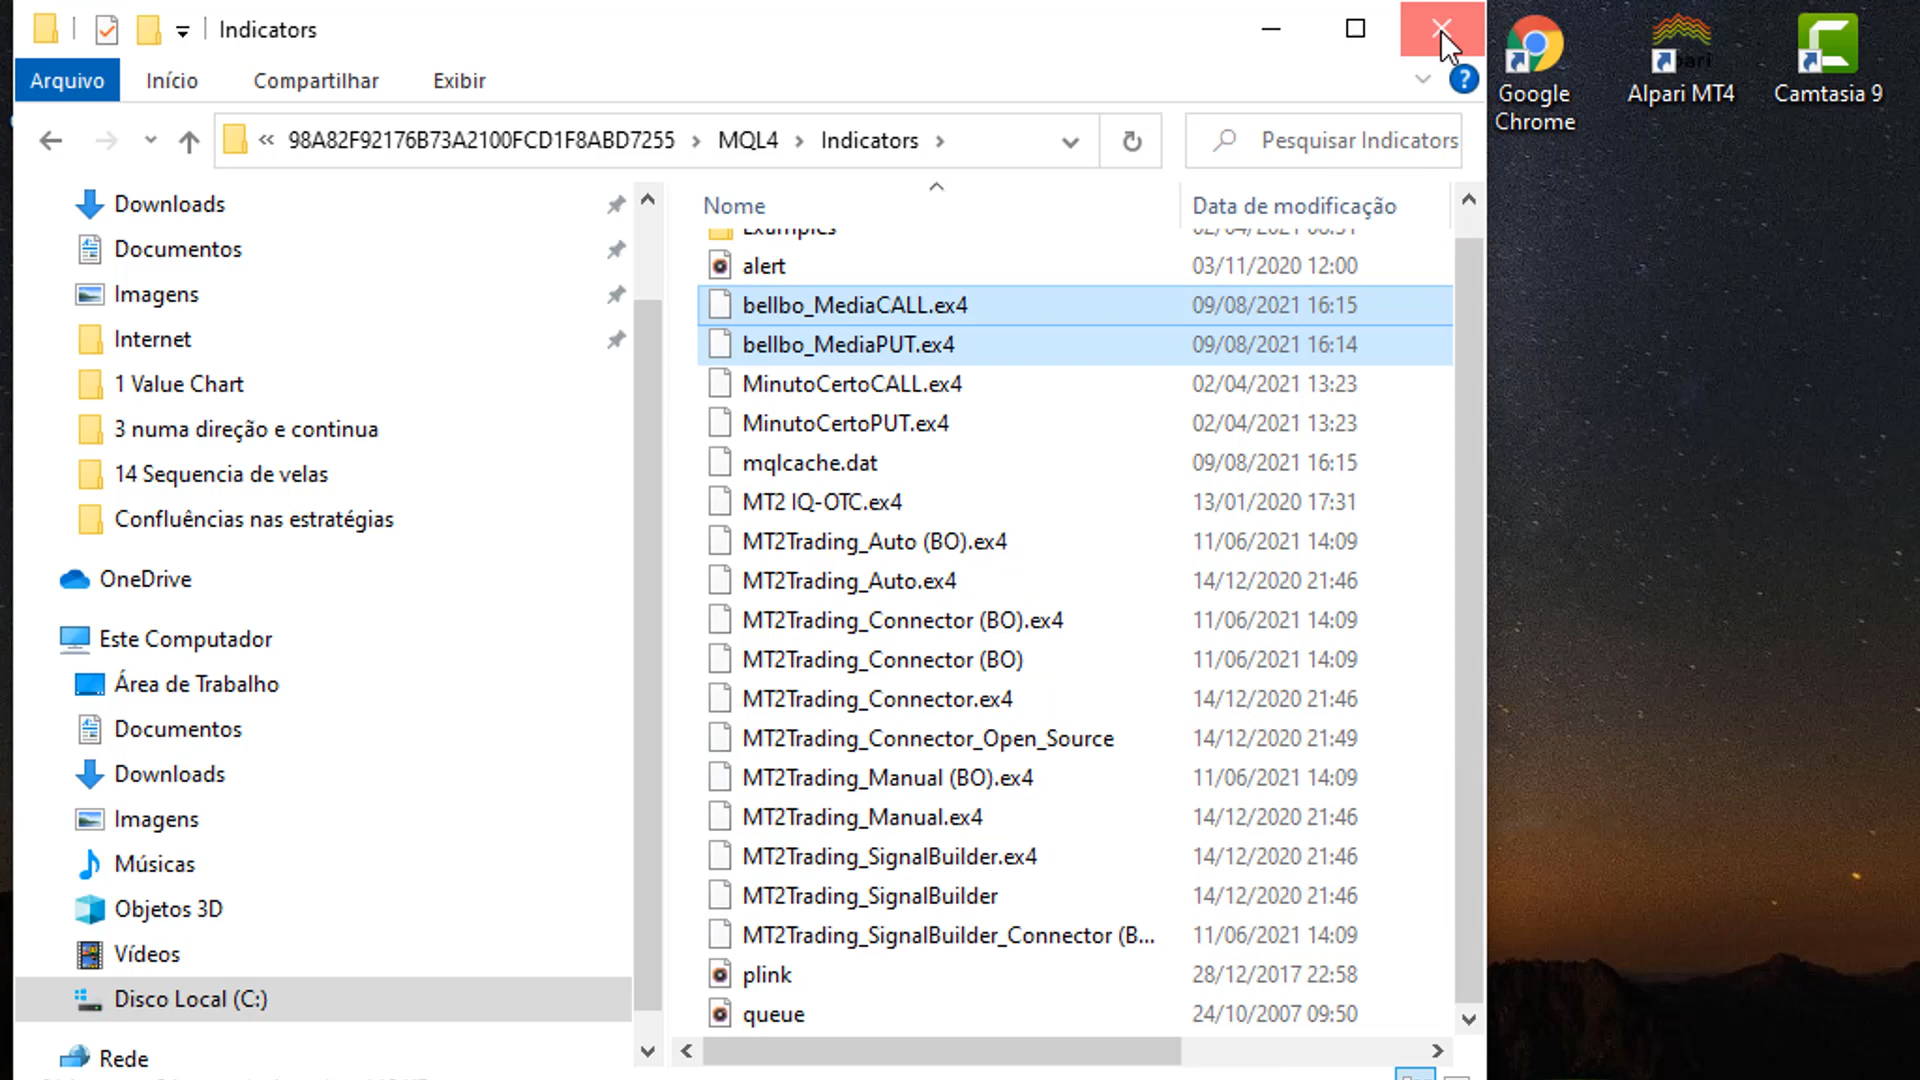 Indicators
Arquivo Início Compartilhar Exibir
« 98A82F92176B73A2100FCD1F8ABD7255 › MQL4 › Indicators ›
Pesquisar Indicators
Google Chrome
Alpari MT4
Camtasia 9
Downloads
Documentos
Imagens
Internet
1 Value Chart
3 numa direção e continua
14 Sequencia de velas
Confluências nas estratégias
OneDrive
Este Computador
Área de Trabalho
Documentos
Downloads
Imagens
Músicas
Objetos 3D
Vídeos
Disco Local (C:)
Rede
Nome Data de modificação
Examples
alert 03/11/2020 12:00
bellbo_MediaCALL.ex4 09/08/2021 16:15
bellbo_MediaPUT.ex4 09/08/2021 16:14
MinutoCertoCALL.ex4 02/04/2021 13:23
MinutoCertoPUT.ex4 02/04/2021 13:23
mqlcache.dat 09/08/2021 16:15
MT2 IQ-OTC.ex4 13/01/2020 17:31
MT2Trading_Auto (BO).ex4 11/06/2021 14:09
MT2Trading_Auto.ex4 14/12/2020 21:46
MT2Trading_Connector (BO).ex4 11/06/2021 14:09
MT2Trading_Connector (BO) 11/06/2021 14:09
MT2Trading_Connector.ex4 14/12/2020 21:46
MT2Trading_Connector_Open_Source 14/12/2020 21:49
MT2Trading_Manual (BO).ex4 11/06/2021 14:09
MT2Trading_Manual.ex4 14/12/2020 21:46
MT2Trading_SignalBuilder.ex4 14/12/2020 21:46
MT2Trading_SignalBuilder 14/12/2020 21:46
MT2Trading_SignalBuilder_Connector (B... 11/06/2021 14:09
plink 28/12/2017 22:58
queue 24/10/2007 09:50